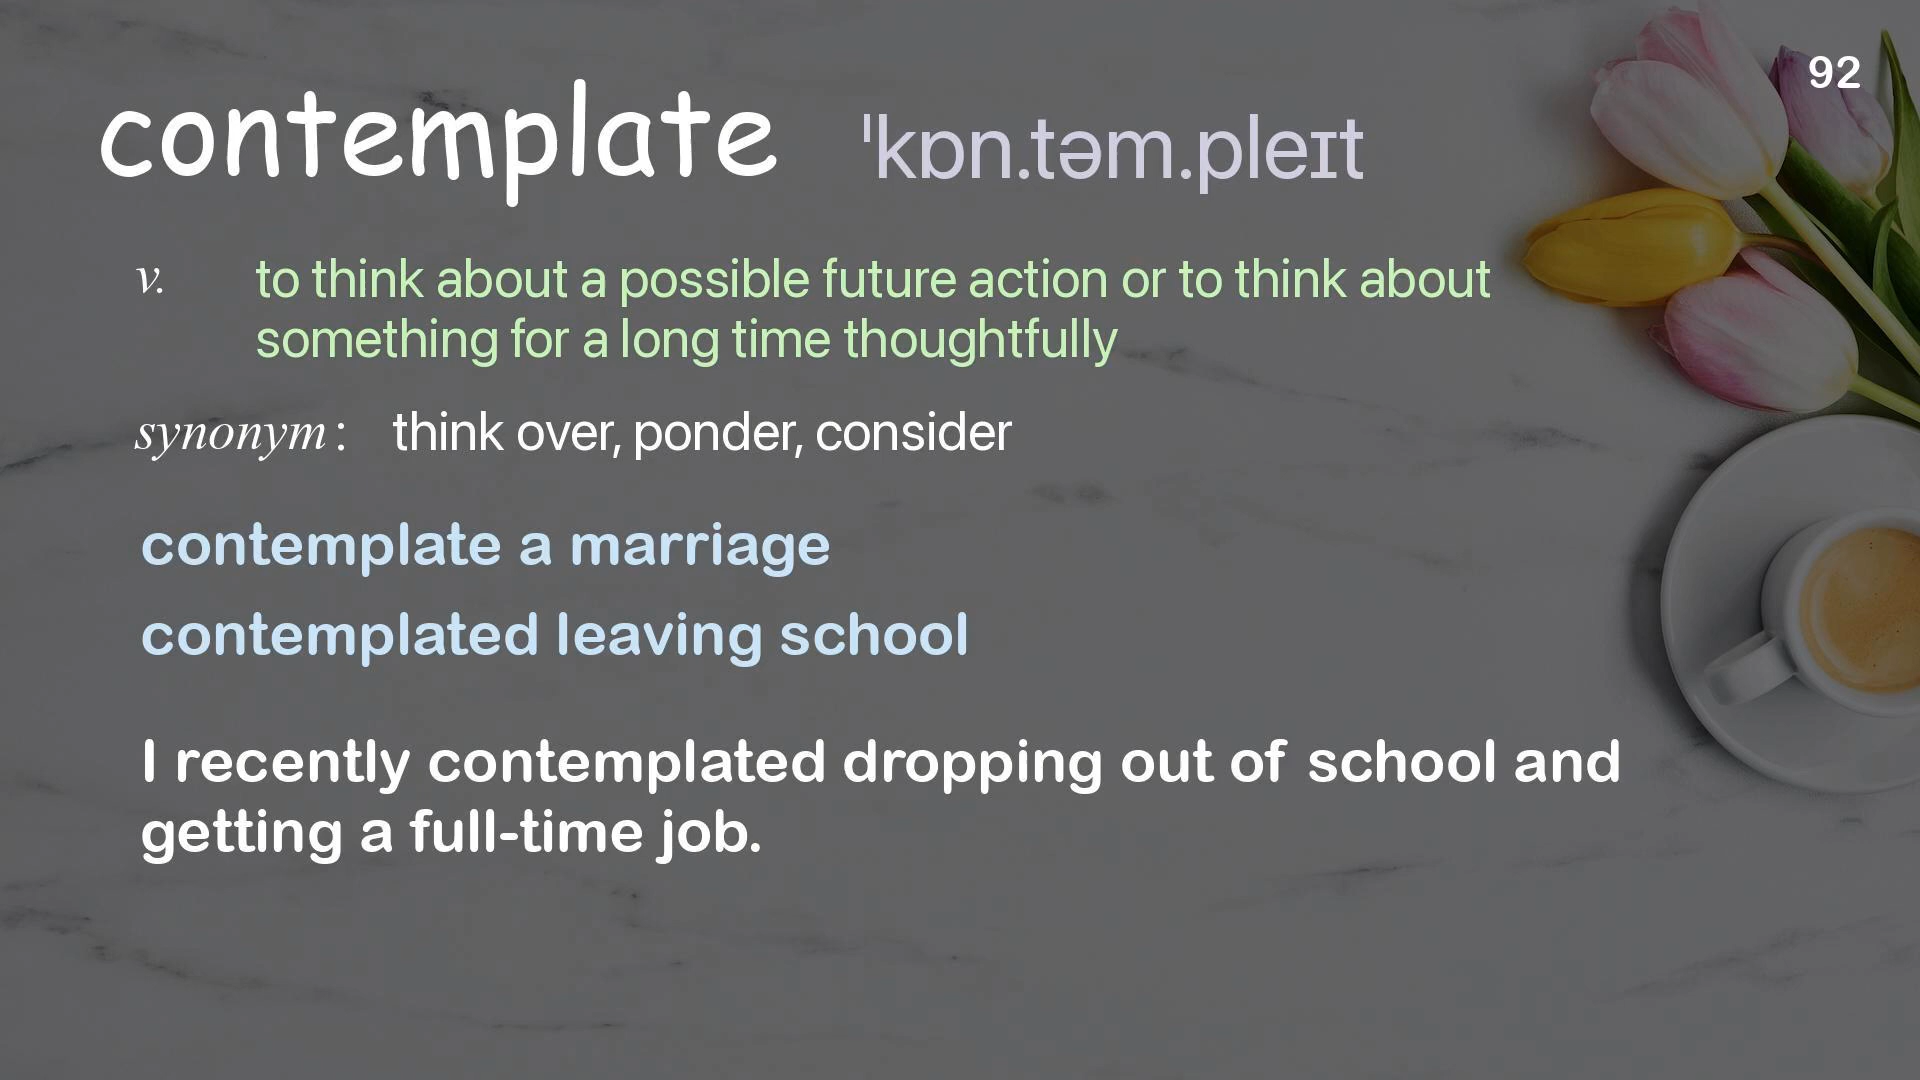 92
contemplate ˈkɒn.təm.pleɪt
v. to think about a possible future action or to think about
something for a long time thoughtfully
synonym: think over, ponder, consider
contemplate a marriage
contemplated leaving school
I recently contemplated dropping out of school and
getting a full-time job.